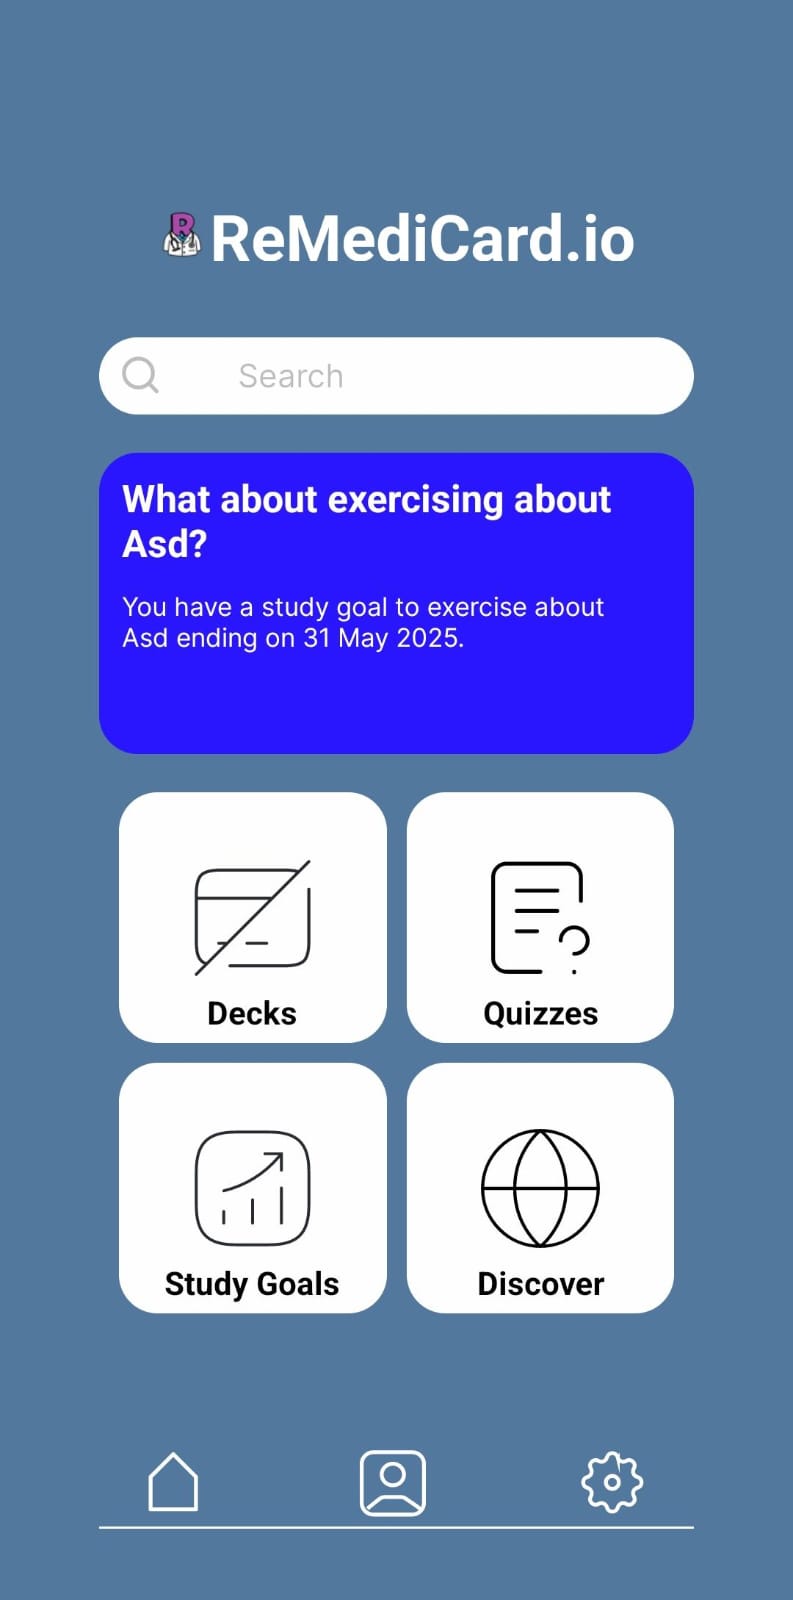 R ReMediCard.io
Search
What about exercising about
Asd?
You have a study goal to exercise about
Asd ending on 31 May 2025.
Decks
Quizzes
Study Goals
Discover